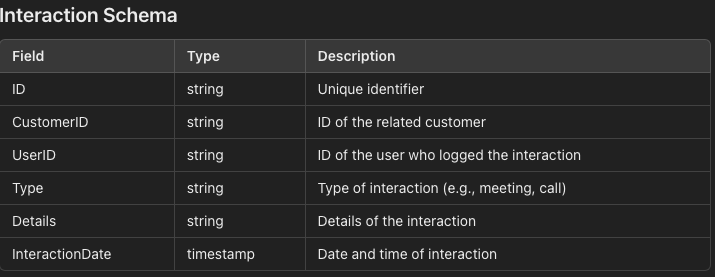 Interaction Schema
Field Type Description
ID string Unique identifier
CustomerID string ID of the related customer
UserID string ID of the user who logged the interaction
Type string Type of interaction (e.g., meeting, call)
Details string Details of the interaction
InteractionDate timestamp Date and time of interaction